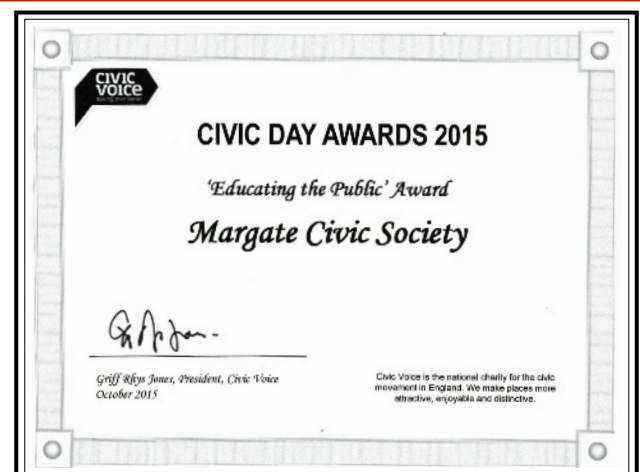 CIVIC
VOICE
CIVIC DAY AWARDS 2015
'Educating the Public' Award
Margate Civic Society
Griff Rhys Jones, President, Civic Voice
October 2015
Civic Voice is the national charity for the civic
movement in England. We make places more
attractive, enjoyable and distinctive.